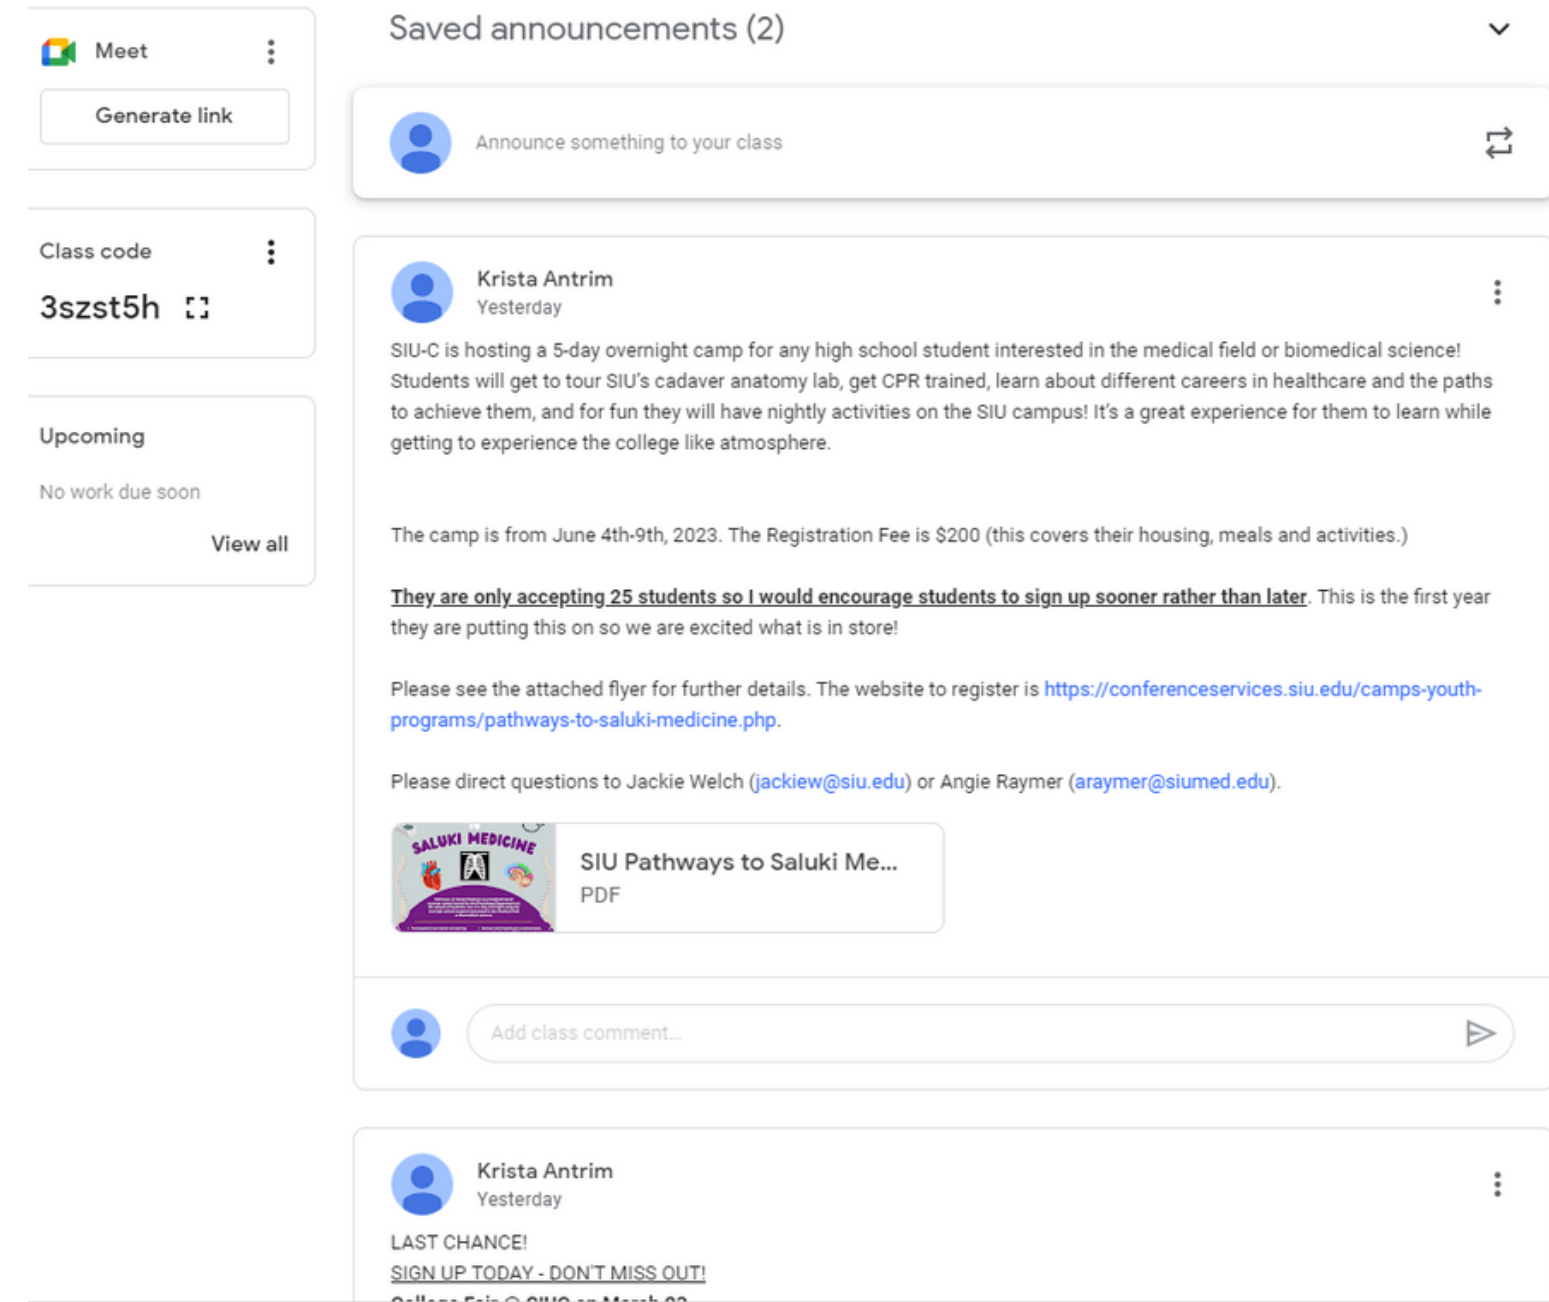 Saved announcements (2)
Meet
Generate link
Announce something to your class
Class code
3szst5h
Upcoming
No work due soon
View all
Krista Antrim
Yesterday
SIU-C is hosting a 5-day overnight camp for any high school student interested in the medical field or biomedical science!
Students will get to tour SIU's cadaver anatomy lab, get CPR trained, learn about different careers in healthcare and the paths
to achieve them, and for fun they will have nightly activities on the SIU campus! It's a great experience for them to learn while
getting to experience the college like atmosphere.
The camp is from June 4th-9th, 2023. The Registration Fee is $200 (this covers their housing, meals and activities.)
They are only accepting 25 students so I would encourage students to sign up sooner rather than later. This is the first year
they are putting this on so we are excited what is in store!
Please see the attached flyer for further details. The website to register is https://conferenceservices.siu.edu/camps-youth-
programs/pathways-to-saluki-medicine.php.
Please direct questions to Jackie Welch (jackiew@siu.edu) or Angie Raymer (araymer@siumed.edu).
SALUKI MEDICINE
SIU Pathways to Saluki Me...
PDF
Add class comment...
Krista Antrim
Yesterday
LAST CHANCE!
SIGN UP TODAY - DON'T MISS OUT!
College Fair @ SIUC on March